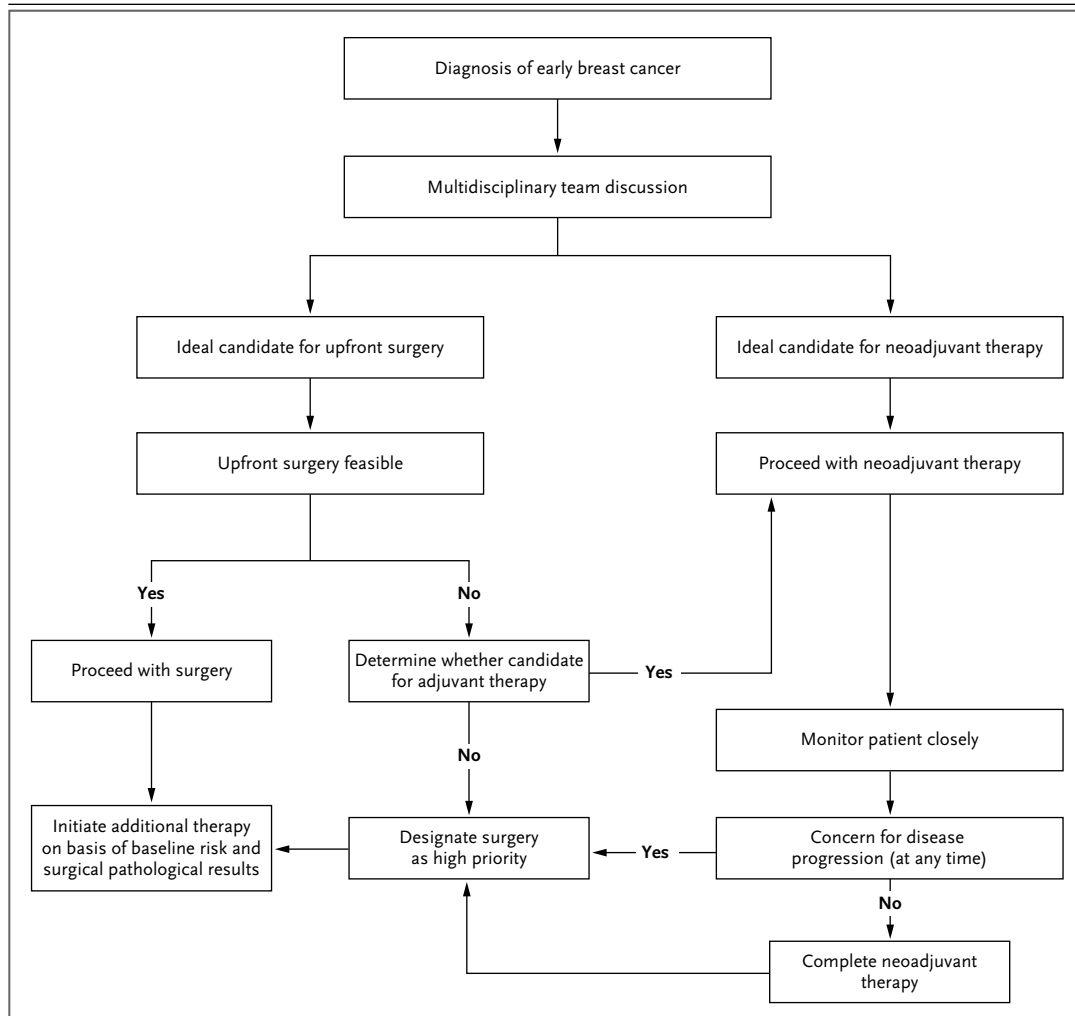 Diagnosis of early breast cancer
Multidisciplinary team discussion
Ideal candidate for upfront surgery
Ideal candidate for neoadjuvant therapy
Upfront surgery feasible
Proceed with neoadjuvant therapy
Yes
No
Proceed with surgery
Determine whether candidate
for adjuvant therapy
Yes
Monitor patient closely
No
Initiate additional therapy
on basis of baseline risk and
surgical pathological results
Designate surgery
as high priority
Yes
Concern for disease
progression (at any time)
No
Complete neoadjuvant
therapy